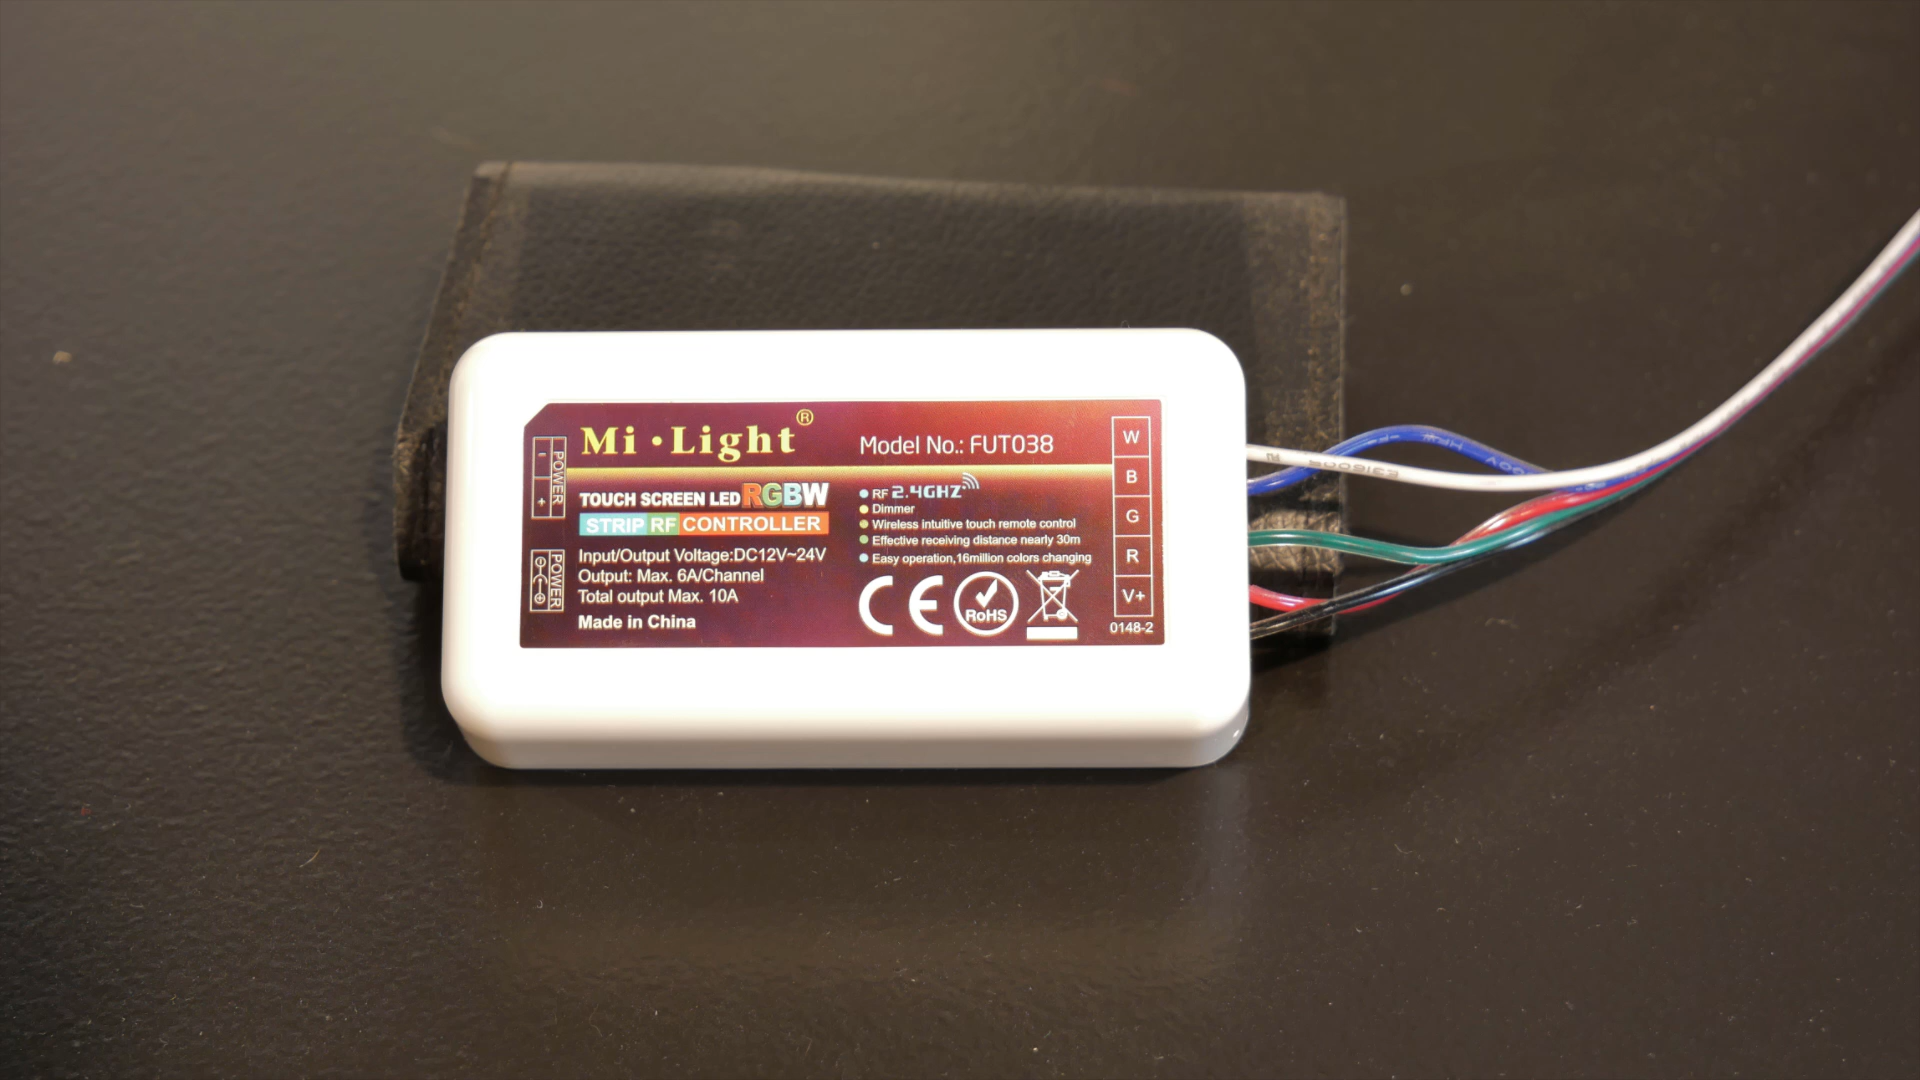 Mi·Light®
Model No.: FUT038
- + POWER
POWER
TOUCH SCREEN LED RGBW
STRIP RF CONTROLLER
Input/Output Voltage:DC12V~24V
Output: Max. 6A/Channel
Total output Max. 10A
Made in China
RF 2.4GHZ
Dimmer
Wireless intuitive touch remote control
Effective receiving distance nearly 30m
Easy operation,16million colors changing
CE
RoHS
W
B
G
R
V+
0148-2